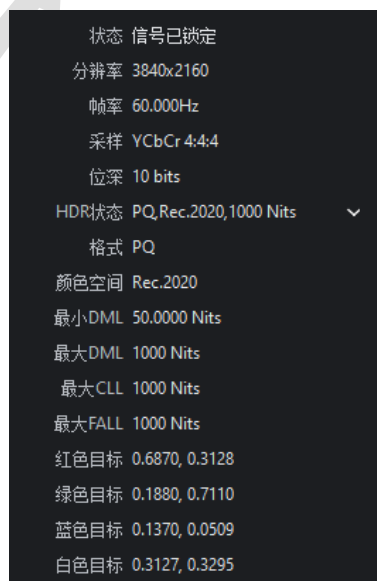 状态 信号已锁定
分辨率 3840x2160
帧率 60.000Hz
采样 YCbCr 4:4:4
位深 10 bits
HDR状态 PQ,Rec.2020,1000 Nits
格式 PQ
颜色空间 Rec.2020
最小DML 50.0000 Nits
最大DML 1000 Nits
最大CLL 1000 Nits
最大FALL 1000 Nits
红色目标 0.6870, 0.3128
绿色目标 0.1880, 0.7110
蓝色目标 0.1370, 0.0509
白色目标 0.3127, 0.3295